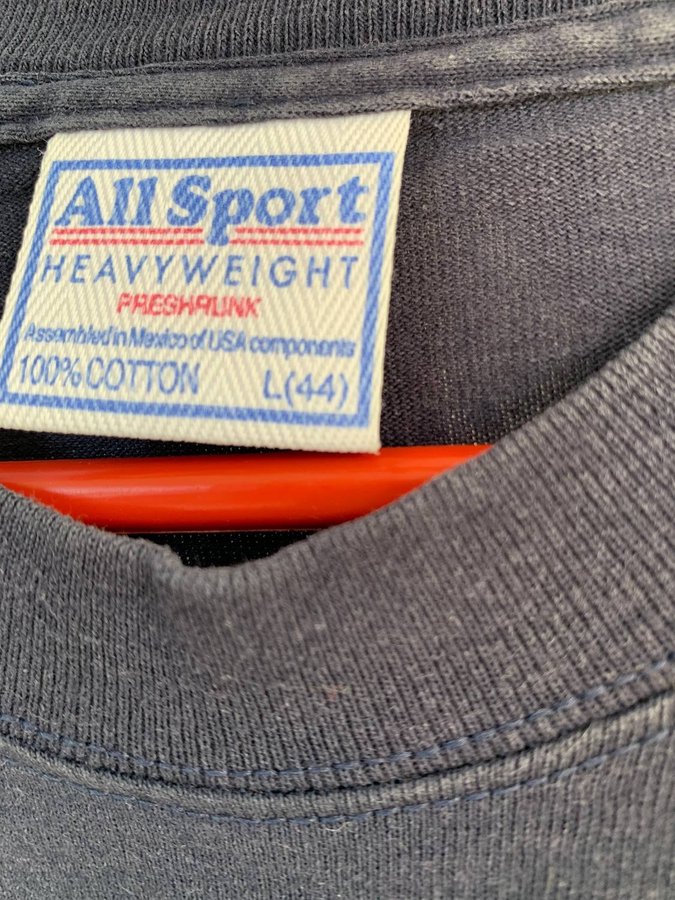 All Sport
HEAVYWEIGHT
PRESHRUNK
Assembled in Mexico of USA components
100% COTTON L(44)